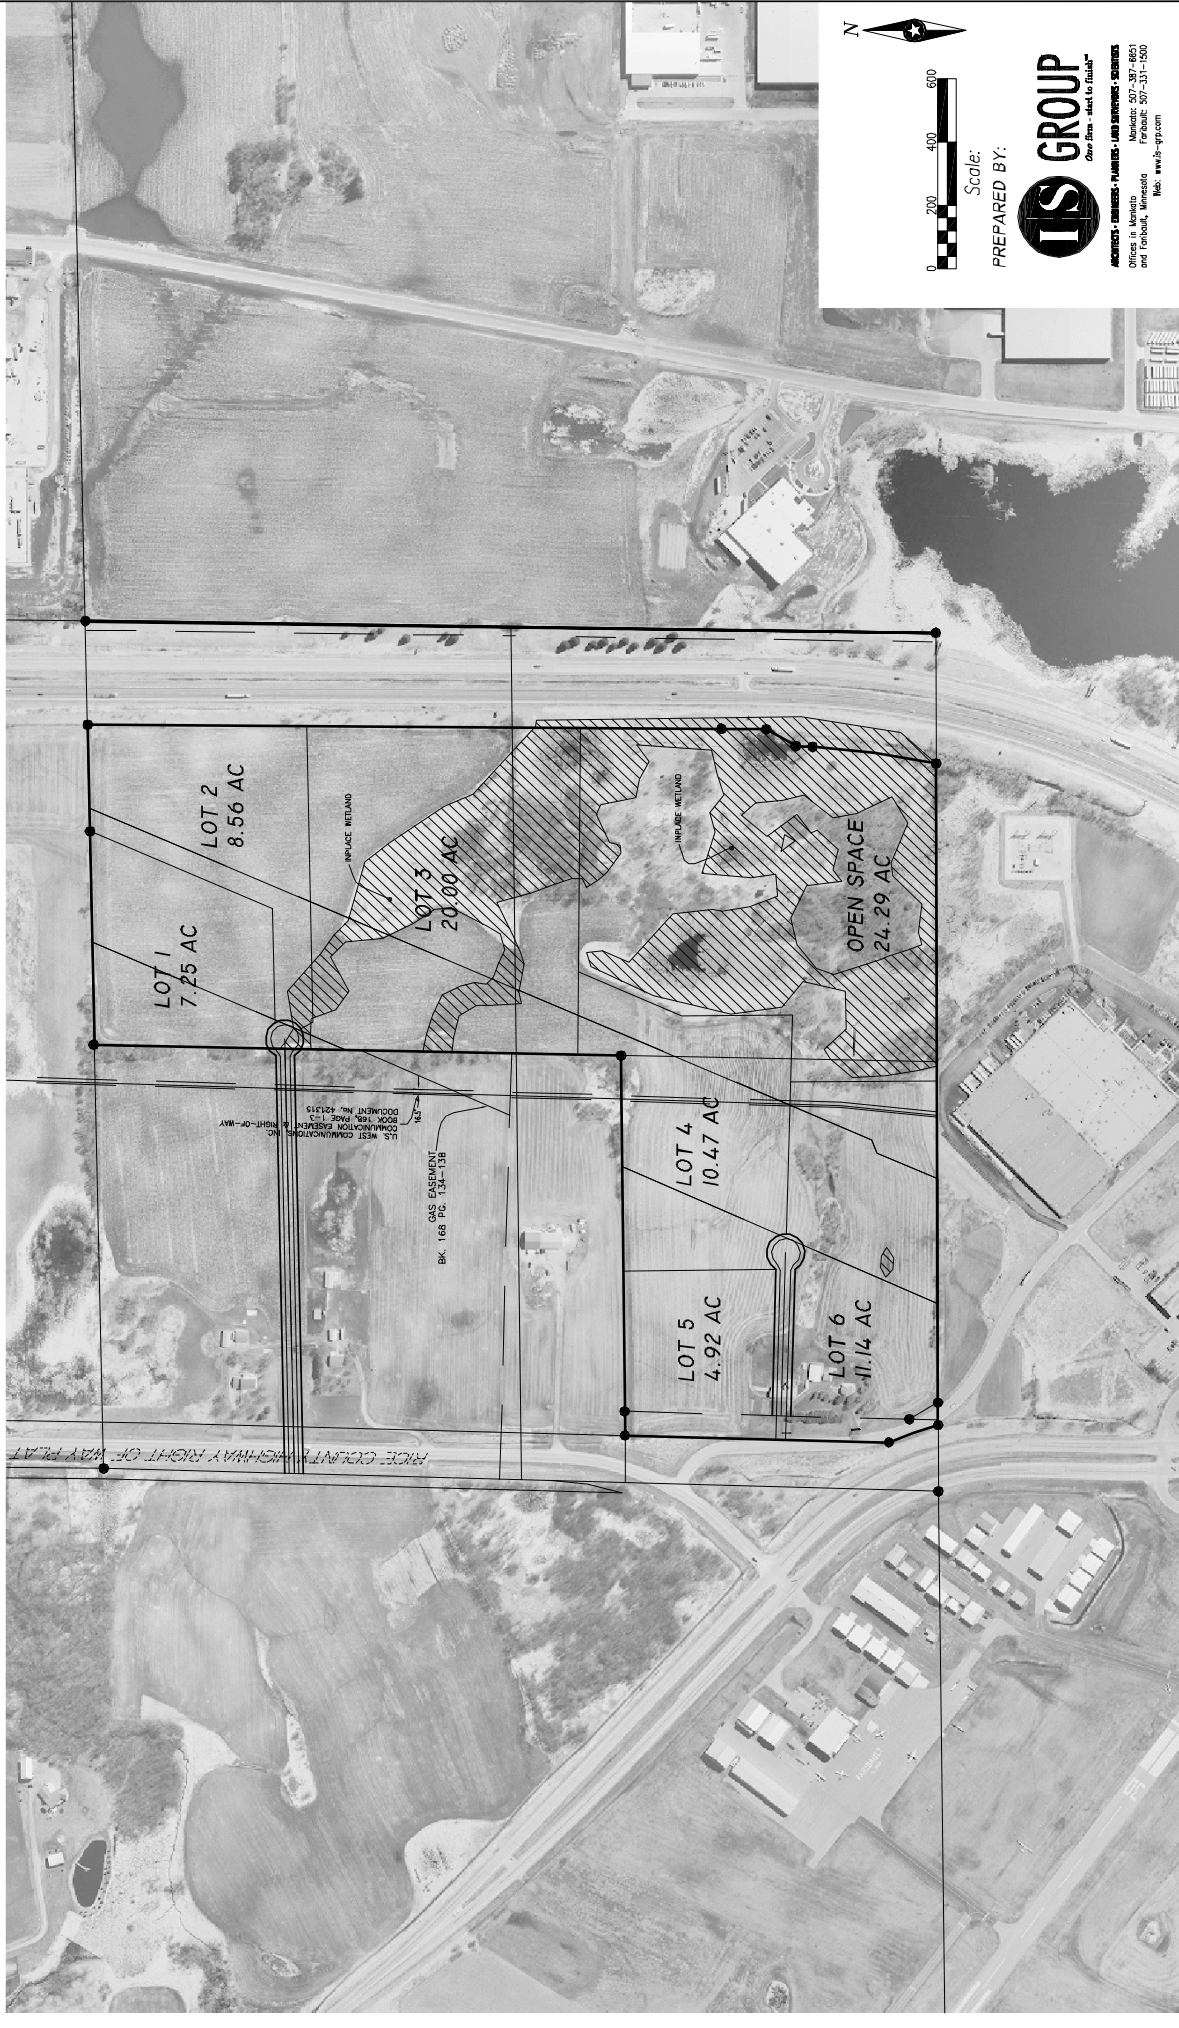 N
0 200 400 600
Scale:
PREPARED BY:
I+S GROUP
One firm - start to finish
ARCHITECTS • ENGINEERS • PLANNERS • LAND SURVEYORS • SCIENTISTS
Offices in Mankato Mankato: 507-387-6651
and Faribault, Minnesota Faribault: 507-331-1500
Web: www.is-grp.com
LOT 1
7.25 AC
LOT 2
8.56 AC
INPLACE WETLAND
LOT 3
20.00 AC
INPLACE WETLAND
OPEN SPACE
24.29 AC
U.S. WEST COMMUNICATIONS, INC.
COMMUNICATION EASEMENT & RIGHT-OF-WAY
BOOK 168, PAGE 1-3
DOCUMENT No. 421315
GAS EASEMENT
BK. 168 PG. 134-138
LOT 4
10.47 AC
LOT 5
4.92 AC
LOT 6
11.14 AC
RICE COUNTY HIGHWAY RIGHT OF WAY PLAT